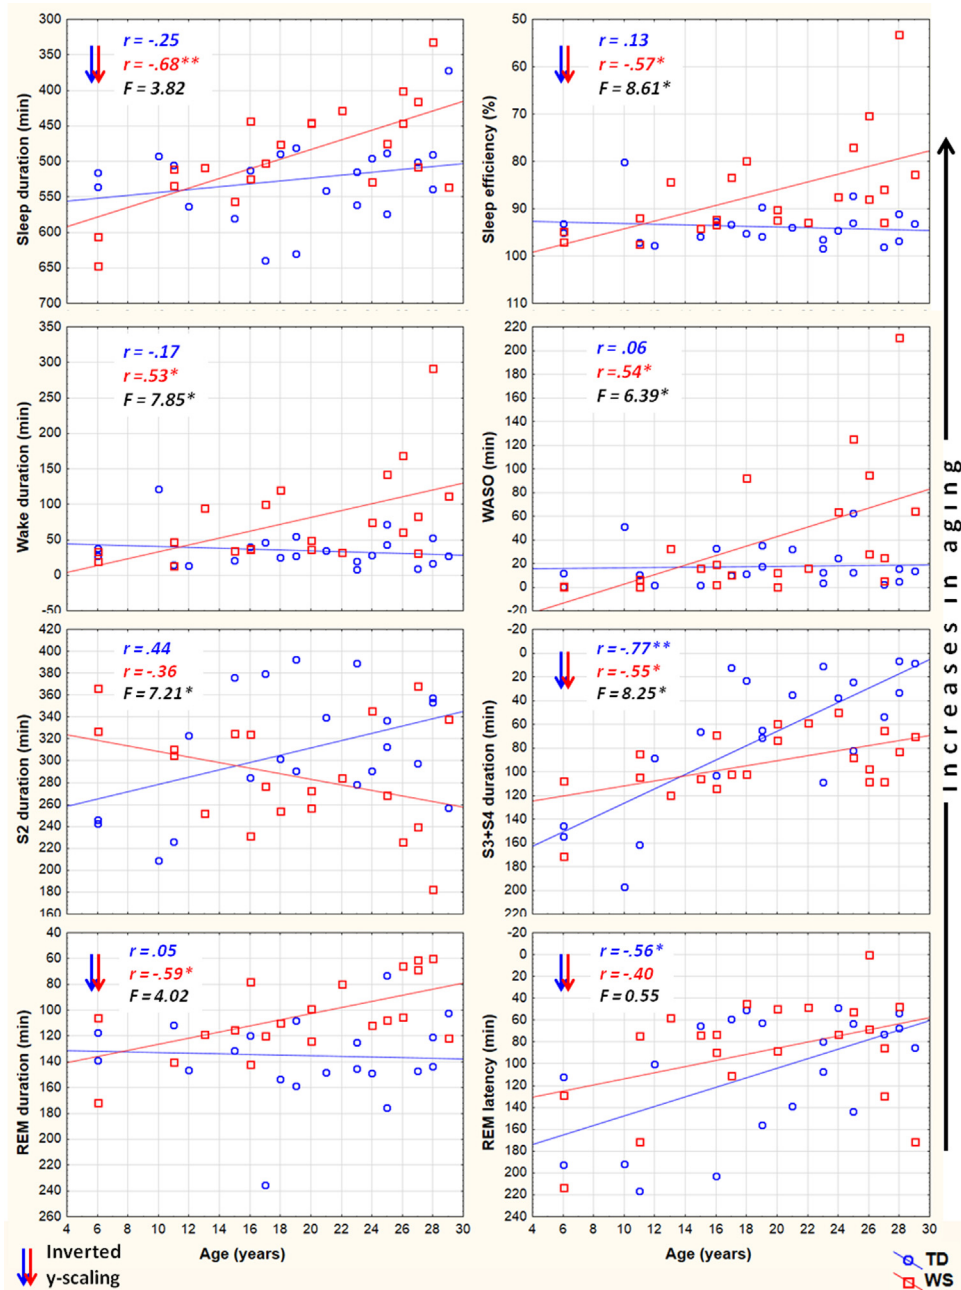 r = -.25
r = -.68**
F = 3.82
Sleep duration (min)
300
350
400
450
500
550
600
650
700
r = .13
r = -.57*
F = 8.61*
Sleep efficiency (%)
50
60
70
80
90
100
110
r = -.17
r =.53*
F = 7.85*
Wake duration (min)
350
300
250
200
150
100
50
0
-50
r = .06
r =.54*
F = 6.39*
WASO (min)
220
200
180
160
140
120
100
80
60
40
20
0
-20
r = .44
r =-.36
F = 7.21*
S2 duration (min)
420
400
380
360
340
320
300
280
260
240
220
200
180
160
r = -.77**
r =-.55*
F = 8.25*
S3+S4 duration (min)
-20
0
20
40
60
80
100
120
140
160
180
200
220
r = .05
r =-.59*
F = 4.02
REM duration (min)
40
60
80
100
120
140
160
180
200
220
240
260
4 6 8 10 12 14 16 18 20 22 24 26 28 30
Age (years)
r = -.56*
r =-.40
F = 0.55
REM latency (min)
-20
0
20
40
60
80
100
120
140
160
180
200
220
240
4 6 8 10 12 14 16 18 20 22 24 26 28 30
Age (years)
Increases in aging
Inverted
y-scaling
TD
WS